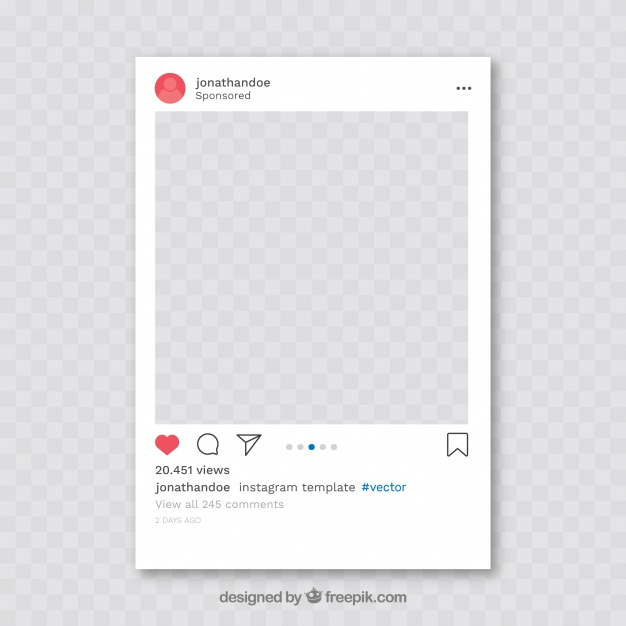 jonathandoe
Sponsored
20.451 views
jonathandoe instagram template #vector
View all 245 comments
2 DAYS AGO
designed by freepik.com